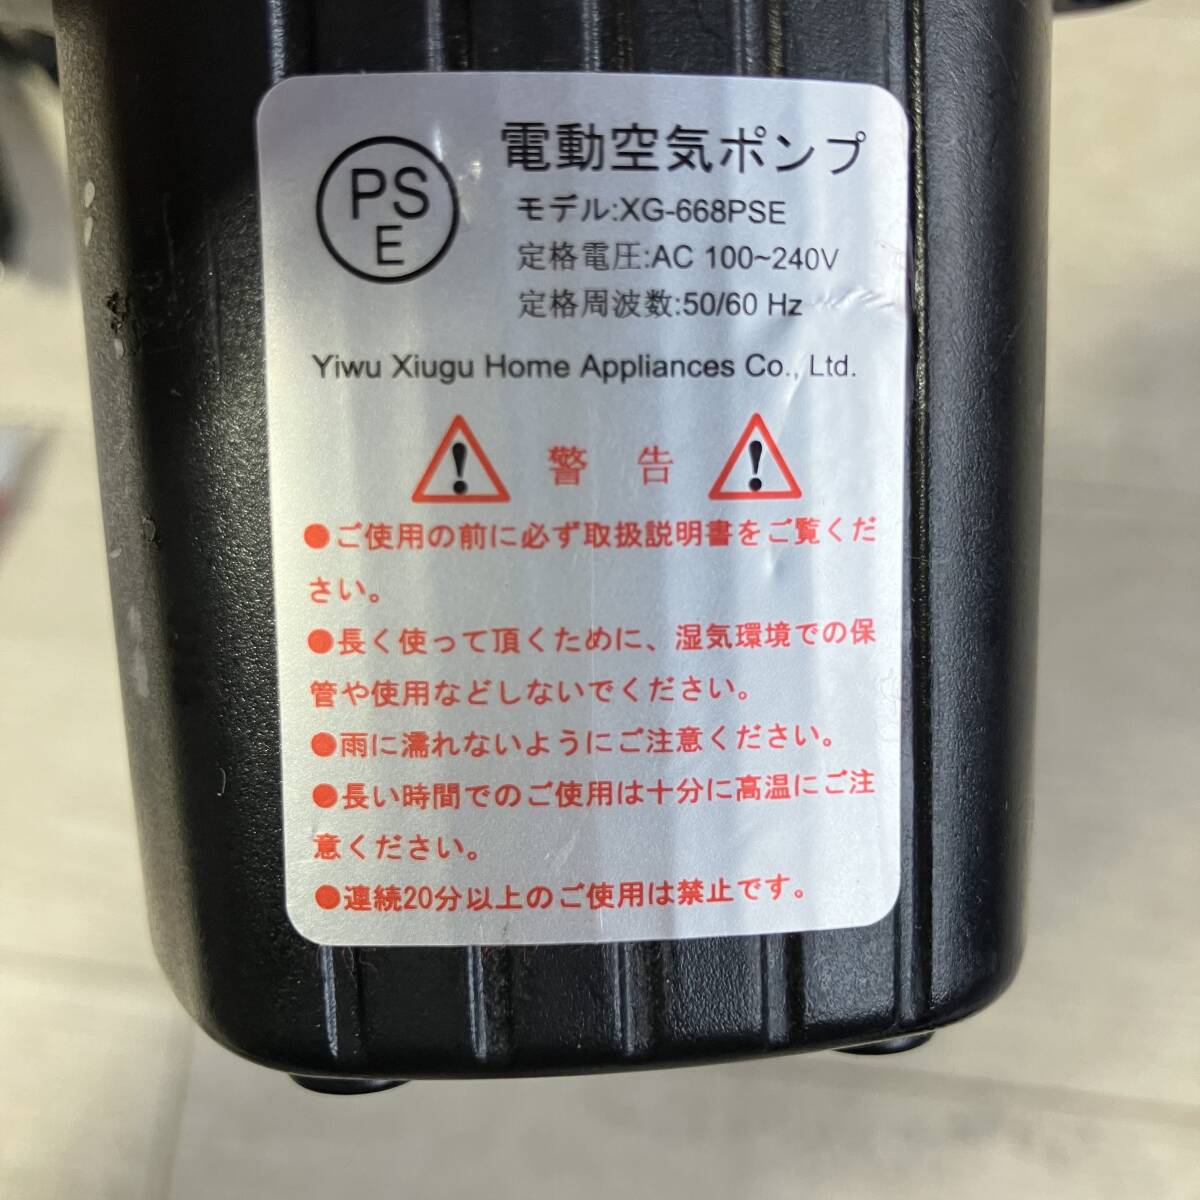 PS
E
電動空気ポンプ
モデル:XG-668PSE
定格電圧:AC 100~240V
定格周波数:50/60 Hz
Yiwu Xiugu Home Appliances Co., Ltd.
警 告
●ご使用の前に必ず取扱説明書をご覧くだ
さい。
●長く使って頂くために、湿気環境での保
管や使用などしないでください。
●雨に濡れないようにご注意ください。
●長い時間でのご使用は十分に高温にご注
意ください。
●連続20分以上のご使用は禁止です。